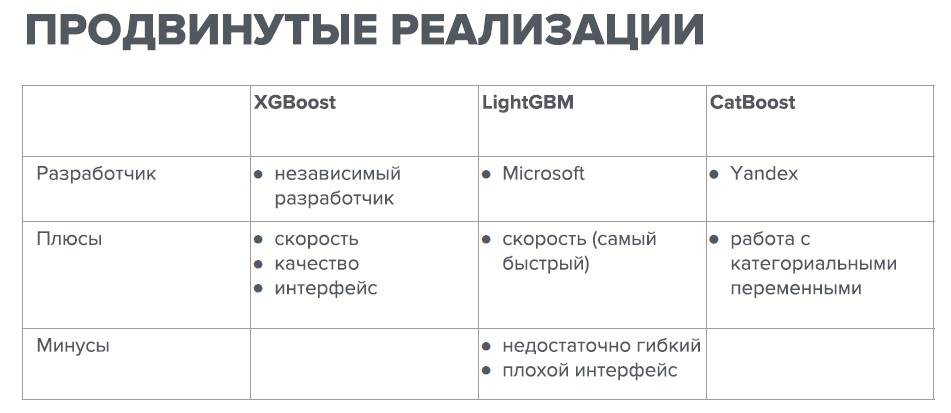 ПРОДВИНУТЫЕ РЕАЛИЗАЦИИ
XGBoost LightGBM CatBoost
Разработчик
● независимый
разработчик
● Microsoft
● Yandex
Плюсы
● скорость
● качество
● интерфейс
● скорость (самый
быстрый)
● работа с
категориальными
переменными
Минусы
● недостаточно гибкий
● плохой интерфейс